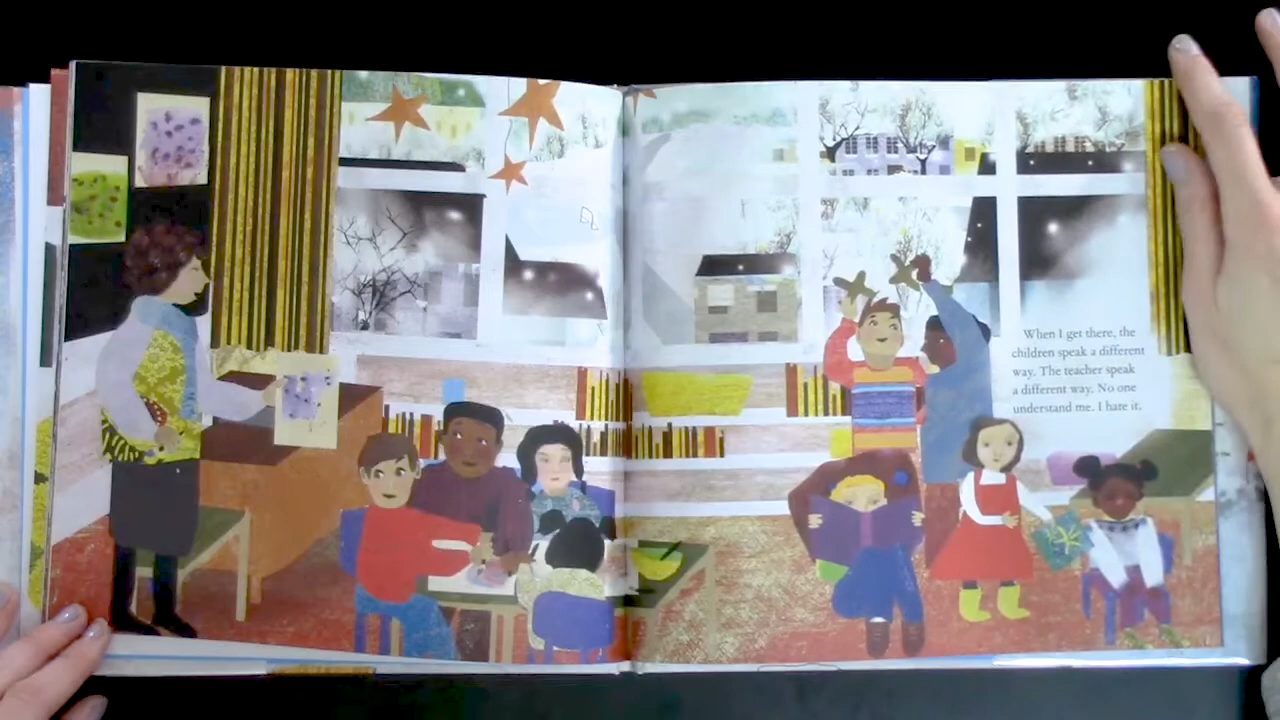 When I get there, the
children speak a different
way. The teacher speak
a different way. No one
understand me. I hate it.